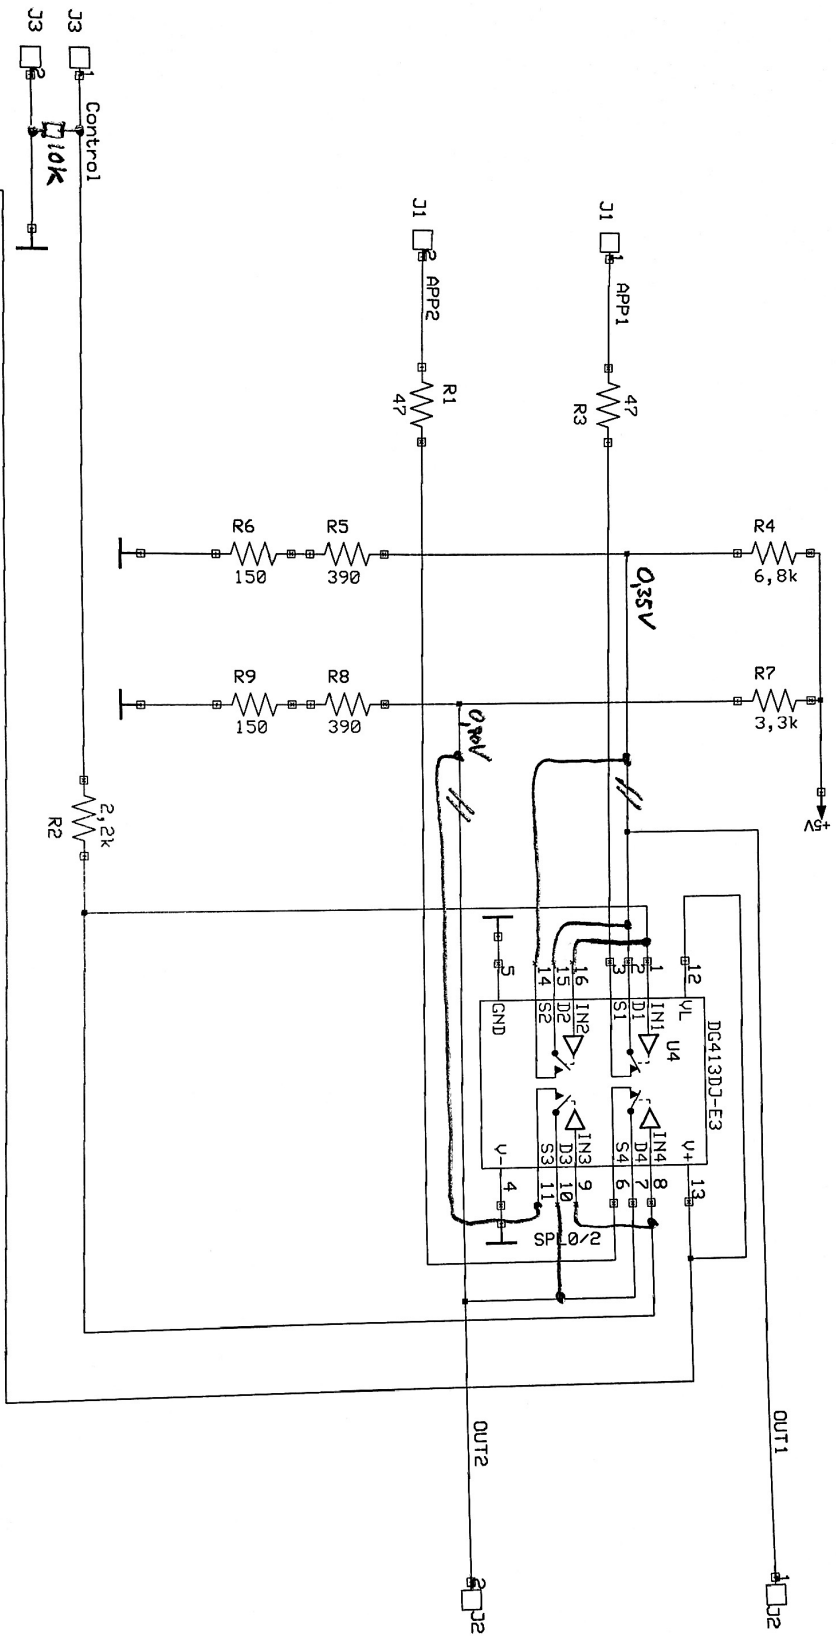 J3
J3
2
1
Control
10K
J1
2
APP2
J1
1
APP1
R1
47
47
R3
R6
150
R5
390
R4
6,8k
0,35V
R9
150
R8
390
R7
3,3k
+5V
2,2k
R2
5
14
15
16
3
2
1
12
GND
S2
D2
IN2
S1
D1
IN1
VL
U4
DG413DJ-E3
V-
S3
D3
IN3
S4
D4
IN4
V+
4
11
10
9
6
7
8
13
SPL0/2
OUT2
OUT1
2
J2
1
J2